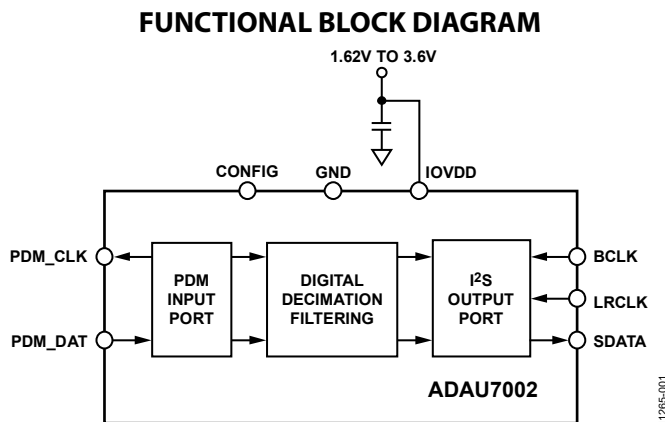 FUNCTIONAL BLOCK DIAGRAM
1.62V TO 3.6V
CONFIG
GND
IOVDD
PDM_CLK
PDM_DAT
PDM
INPUT
PORT
DIGITAL
DECIMATION
FILTERING
I²S
OUTPUT
PORT
BCLK
LRCLK
SDATA
ADAU7002
1265-001